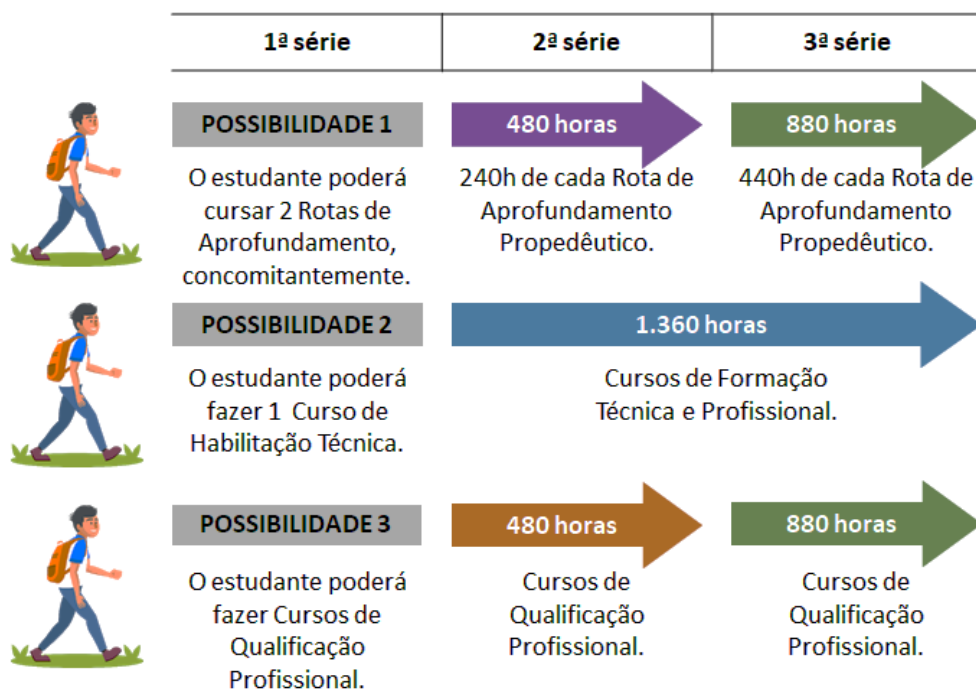 1ª série
2ª série
3ª série
POSSIBILIDADE 1
480 horas
880 horas
O estudante poderá
cursar 2 Rotas de
Aprofundamento,
concomitantemente.
240h de cada Rota de
Aprofundamento
Propedêutico.
440h de cada Rota de
Aprofundamento
Propedêutico.
POSSIBILIDADE 2
1.360 horas
O estudante poderá
fazer 1 Curso de
Habilitação Técnica.
Cursos de Formação
Técnica e Profissional.
POSSIBILIDADE 3
480 horas
880 horas
O estudante poderá
fazer Cursos de
Qualificação
Profissional.
Cursos de
Qualificação
Profissional.
Cursos de
Qualificação
Profissional.